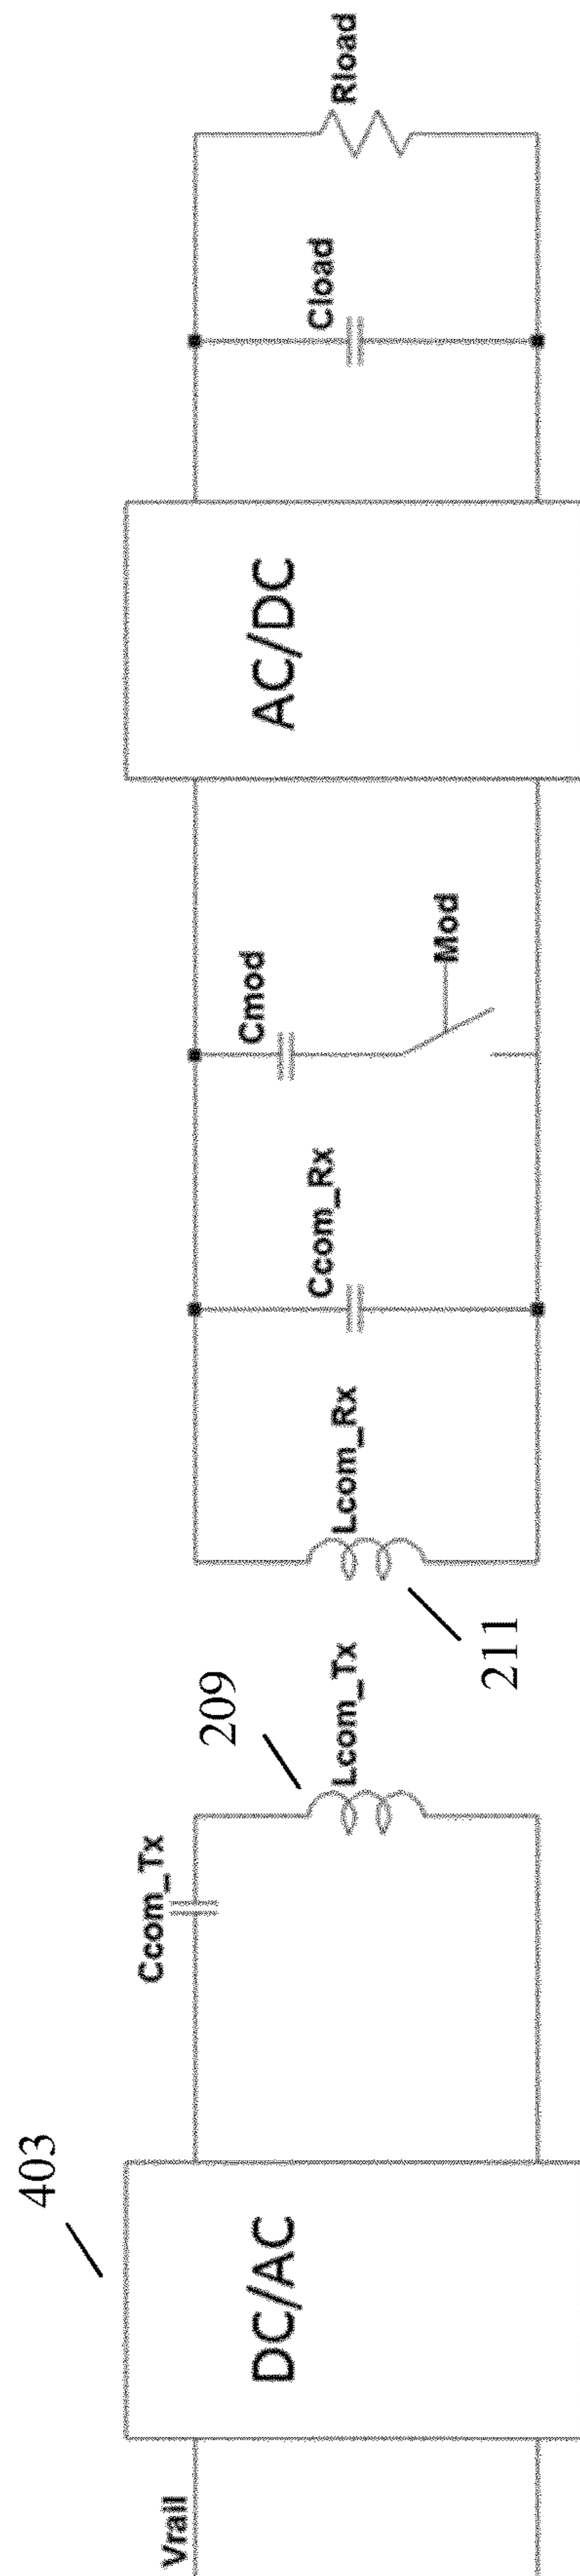 Vrail
DC/AC
403
Ccom_Tx
209
Lcom_Tx
211
Lcom_Rx
Ccom_Rx
Cmod
Mod
AC/DC
Cload
Rload